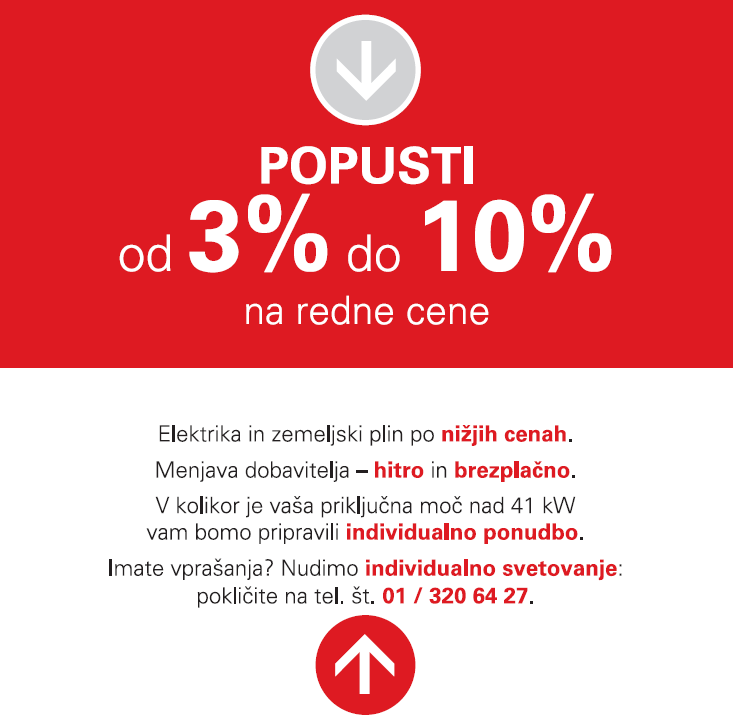 POPUSTI
od 3% do 10%
na redne cene
Elektrika in zemeljski plin po nižjih cenah.
Menjava dobavitelja – hitro in brezplačno.
V kolikor je vaša priključna moč nad 41 kW
vam bomo pripravili individualno ponudbo.
Imate vprašanja? Nudimo individualno svetovanje:
pokličite na tel. št. 01 / 320 64 27.